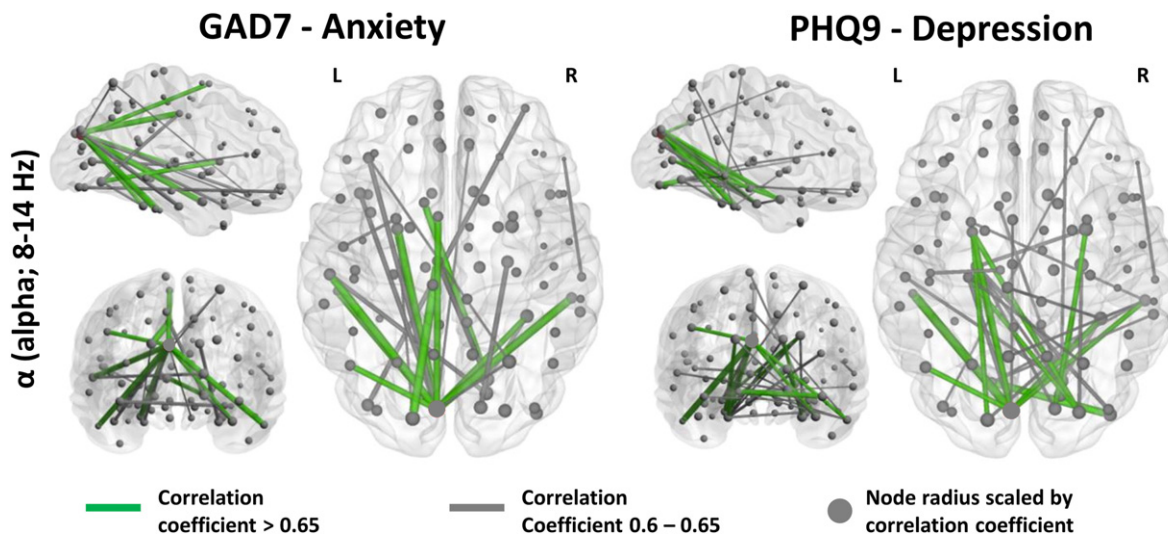 GAD7 - Anxiety
PHQ9 - Depression
L
R
L
R
α (alpha; 8-14 Hz)
Correlation
coefficient > 0.65
Correlation
Coefficient 0.6 – 0.65
Node radius scaled by
correlation coefficient